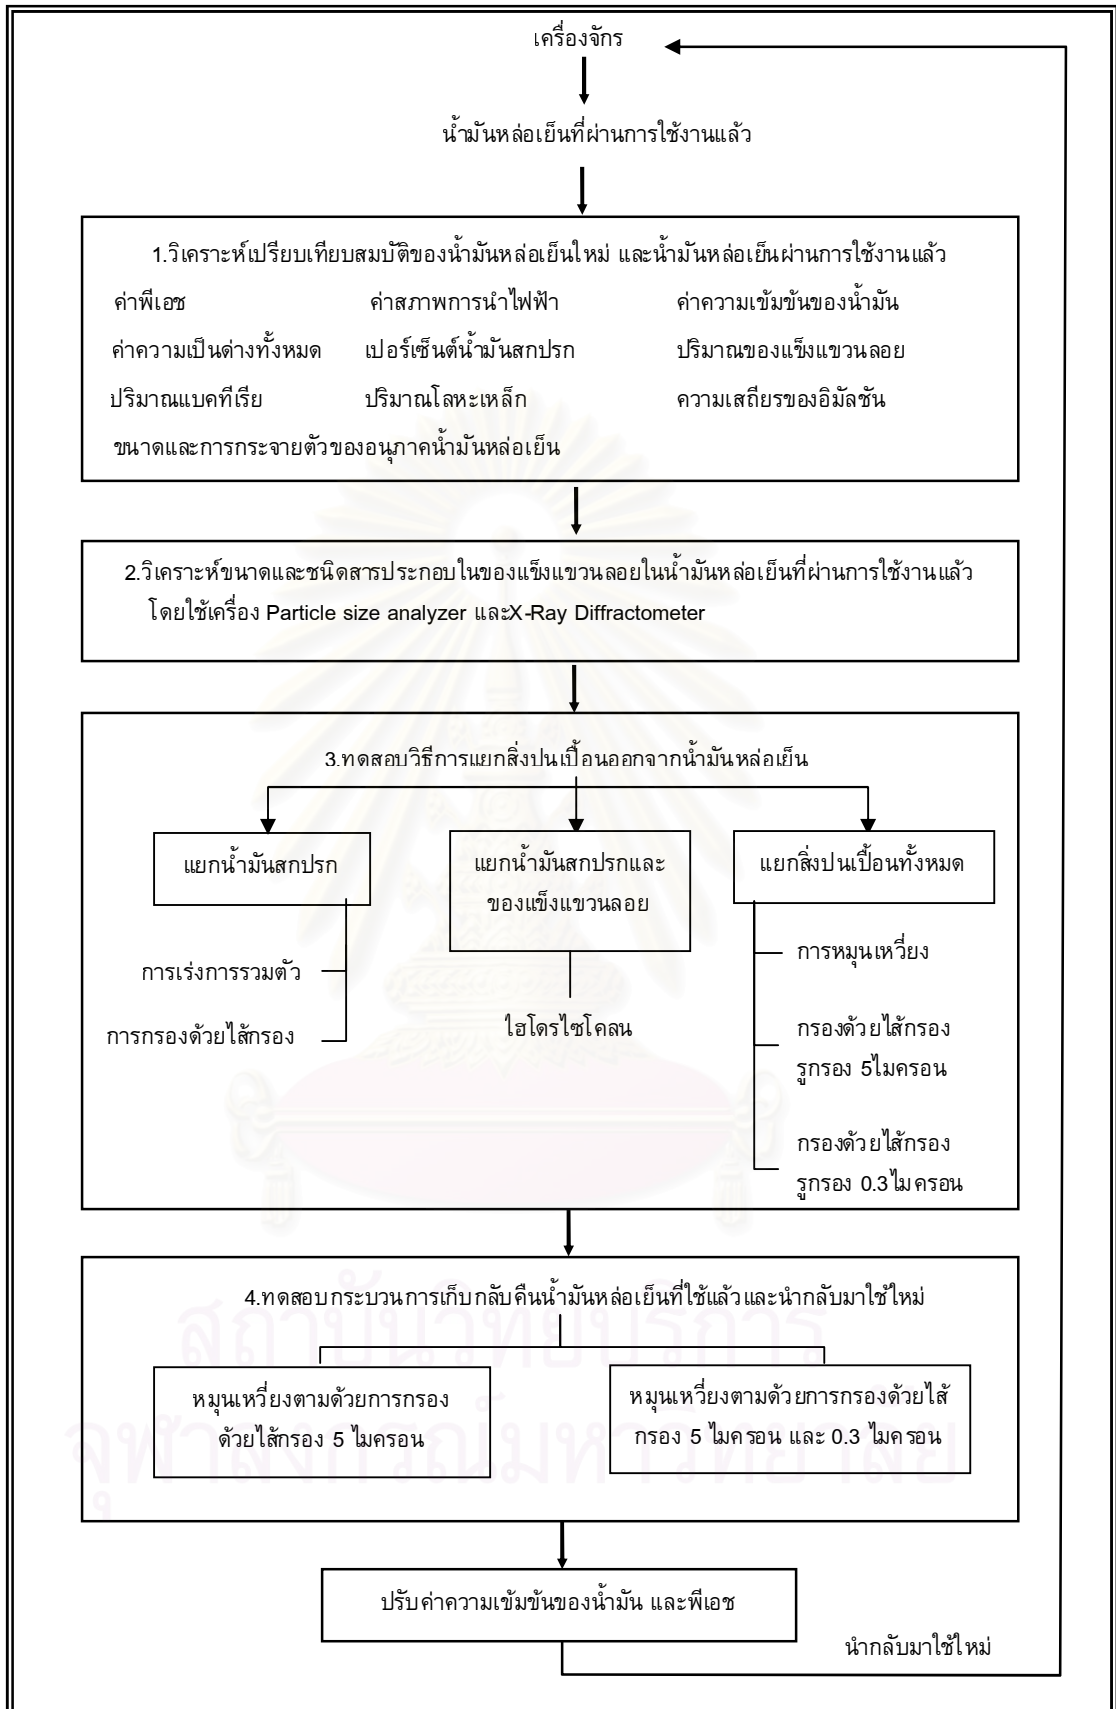 เครื่องจักร
น้ำมันหล่อเย็นที่ผ่านการใช้งานแล้ว
1.วิเคราะห์เปรียบเทียบสมบัติของน้ำมันหล่อเย็นใหม่ และน้ำมันหล่อเย็นผ่านการใช้งานแล้ว
ค่าพีเอช ค่าสภาพการนำไฟฟ้า ค่าความเข้มข้นของน้ำมัน
ค่าความเป็นด่างทั้งหมด เปอร์เซ็นต์น้ำมันสกปรก ปริมาณของแข็งแขวนลอย
ปริมาณแบคทีเรีย ปริมาณโลหะเหล็ก ความเสถียรของอิมัลชัน
ขนาดและการกระจายตัวของอนุภาคน้ำมันหล่อเย็น
2.วิเคราะห์ขนาดและชนิดสารประกอบในของแข็งแขวนลอยในน้ำมันหล่อเย็นที่ผ่านการใช้งานแล้ว
โดยใช้เครื่อง Particle size analyzer และX-Ray Diffractometer
3.ทดสอบวิธีการแยกสิ่งปนเปื้อนออกจากน้ำมันหล่อเย็น
แยกน้ำมันสกปรก
แยกน้ำมันสกปรกและ
ของแข็งแขวนลอย
แยกสิ่งปนเปื้อนทั้งหมด
การเร่งการรวมตัว
การกรองด้วยไส้กรอง
ไฮโดรไซโคลน
การหมุนเหวี่ยง
กรองด้วยไส้กรอง
รูกรอง 5ไมครอน
กรองด้วยไส้กรอง
รูกรอง 0.3ไมครอน
4.ทดสอบกระบวนการเก็บกลับคืนน้ำมันหล่อเย็นที่ใช้แล้วและนำกลับมาใช้ใหม่
หมุนเหวี่ยงตามด้วยการกรอง
ด้วยไส้กรอง 5 ไมครอน
หมุนเหวี่ยงตามด้วยการกรองด้วยไส้
กรอง 5 ไมครอน และ 0.3 ไมครอน
ปรับค่าความเข้มข้นของน้ำมัน และพีเอช
นำกลับมาใช้ใหม่
สถาบันวิทยบริการ
จุฬาลงกรณ์มหาวิทยาลัย